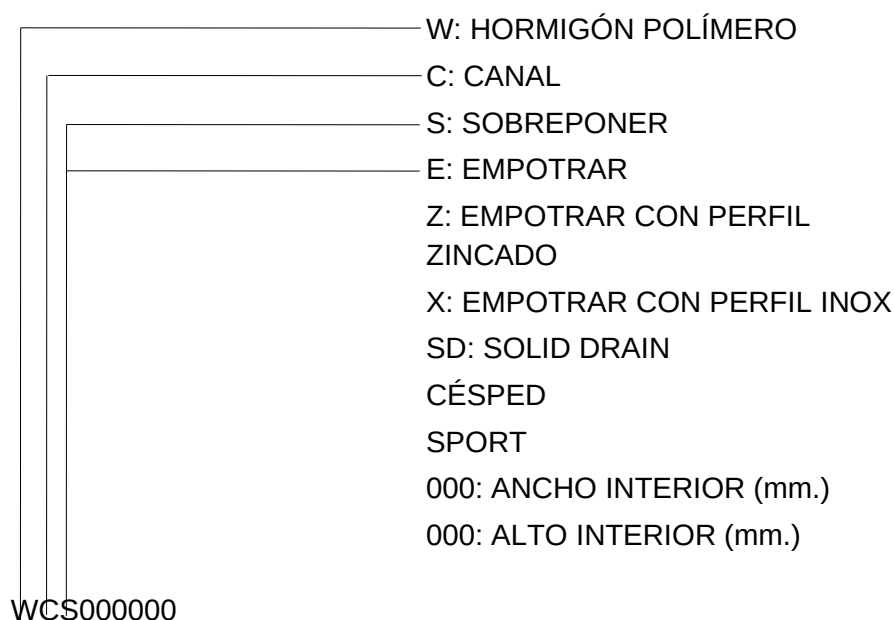 W: HORMIGÓN POLÍMERO
C: CANAL
S: SOBREPONER
E: EMPOTRAR
Z: EMPOTRAR CON PERFIL
ZINCADO
X: EMPOTRAR CON PERFIL INOX
SD: SOLID DRAIN
CÉSPED
SPORT
000: ANCHO INTERIOR (mm.)
000: ALTO INTERIOR (mm.)
WCS000000